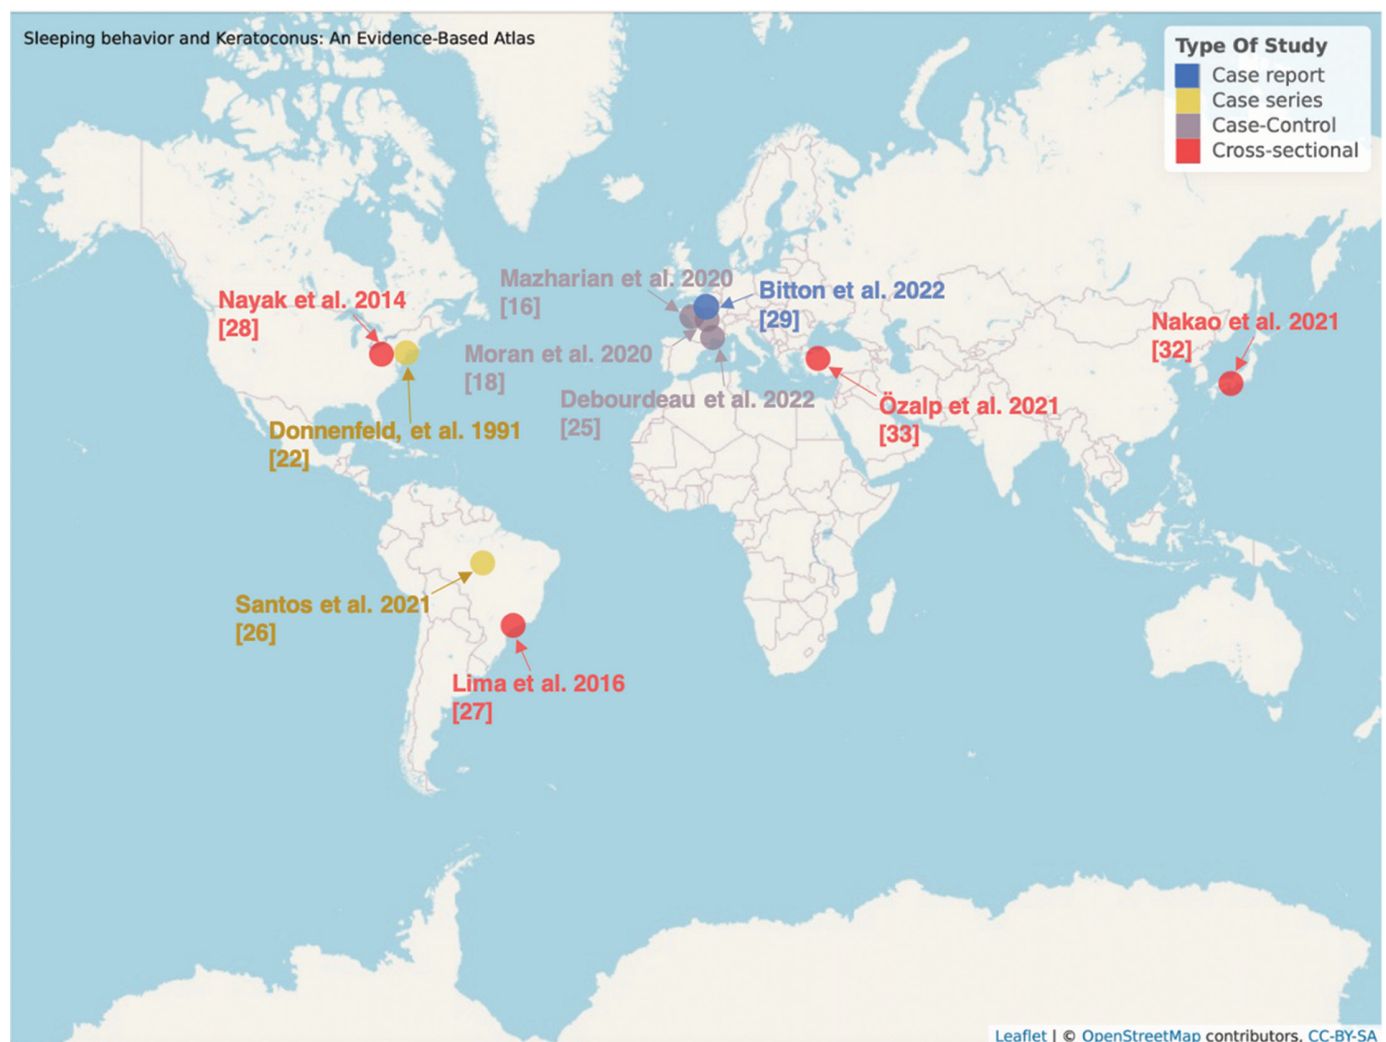 Sleeping behavior and Keratoconus: An Evidence-Based Atlas
Type Of Study
Case report
Case series
Case-Control
Cross-sectional
Mazharian et al. 2020
[16]
Bitton et al. 2022
[29]
Nayak et al. 2014
[28]
Nakao et al. 2021
[32]
Moran et al. 2020
[18]
Debourdeau et al. 2022
[25]
Özalp et al. 2021
[33]
Donnenfeld, et al. 1991
[22]
Santos et al. 2021
[26]
Lima et al. 2016
[27]
Leaflet | © OpenStreetMap contributors, CC-BY-SA